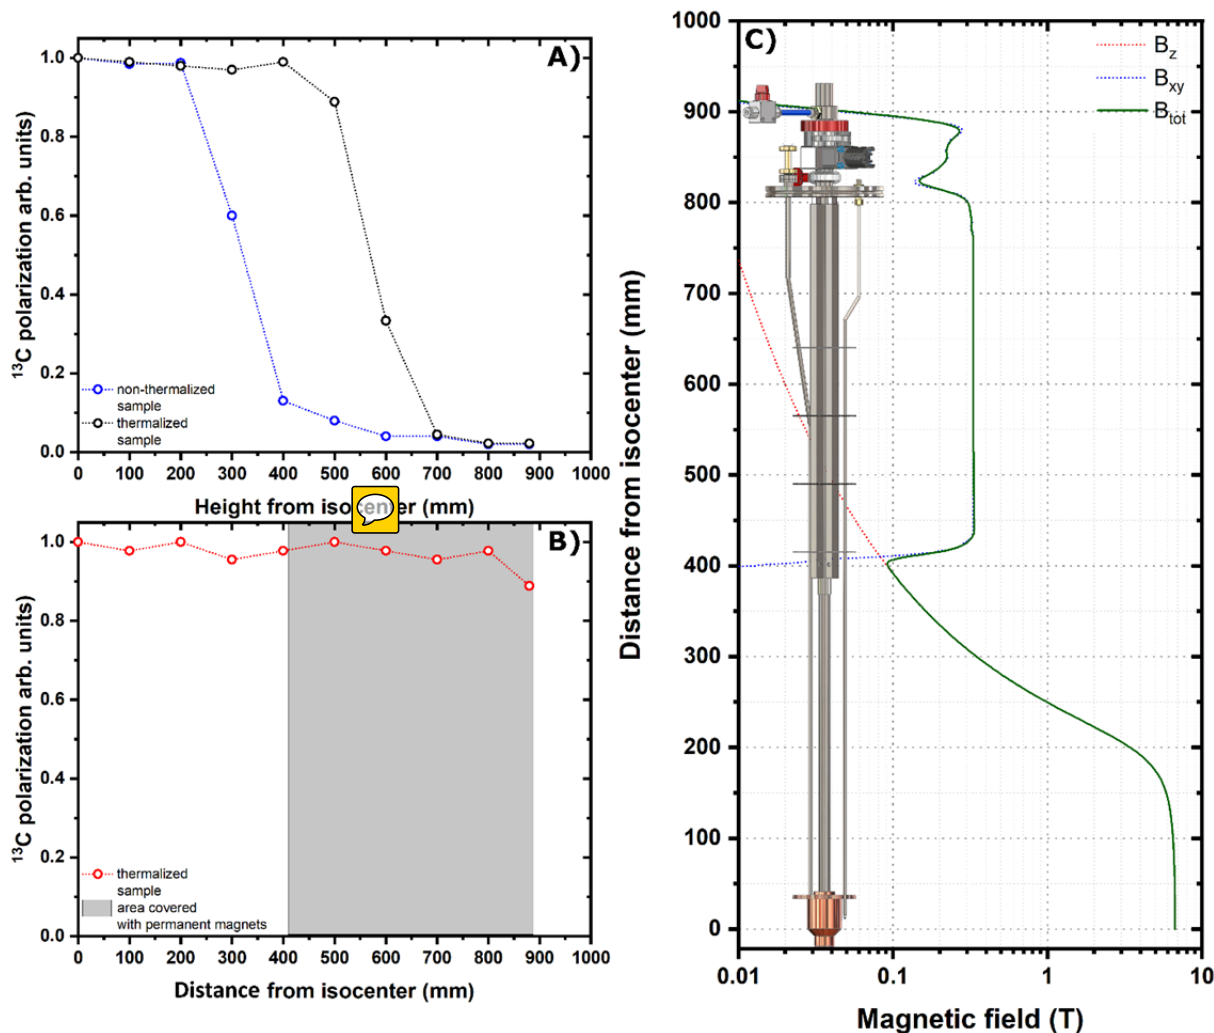 A)
1.0
0.8
0.6
0.4
0.2
0.0
¹³C polarization arb. units)
non-thermalized
sample
thermalized
sample
0 100 200 300 400 500 600 700 800 900 1000
Height from isocenter (mm)
B)
1.0
0.8
0.6
0.4
0.2
0.0
¹³C polarization arb. units)
thermalized
sample
area covered
with permanent magnets
0 100 200 300 400 500 600 700 800 900 1000
Distance from isocenter (mm)
C)
B_z
B_xy
B_tot
1000
900
800
700
600
500
400
300
200
100
0
Distance from isocenter (mm)
0.01 0.1 1 10
Magnetic field (T)